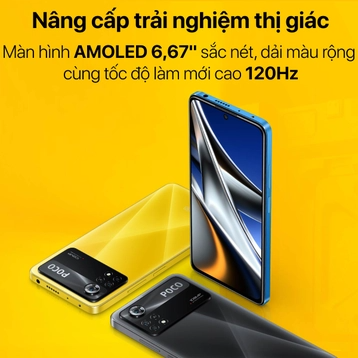 Nâng cấp trải nghiệm thị giác
Màn hình AMOLED 6,67" sắc nét, dải màu rộng
cùng tốc độ làm mới cao 120Hz
POCO
POCO